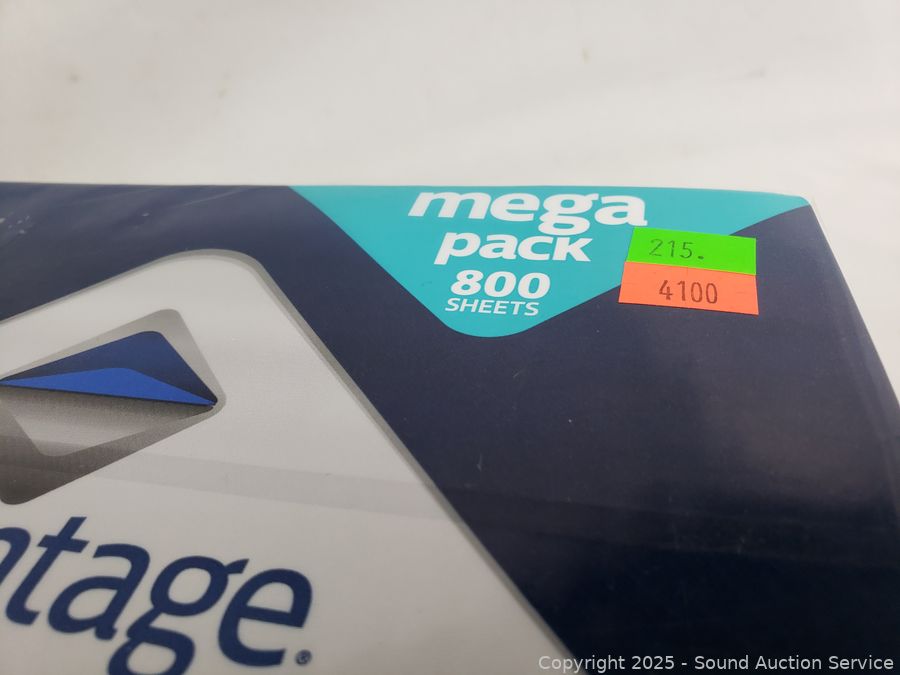 mega
pack
800
SHEETS
215.
4100
ntage®
Copyright 2025 - Sound Auction Service